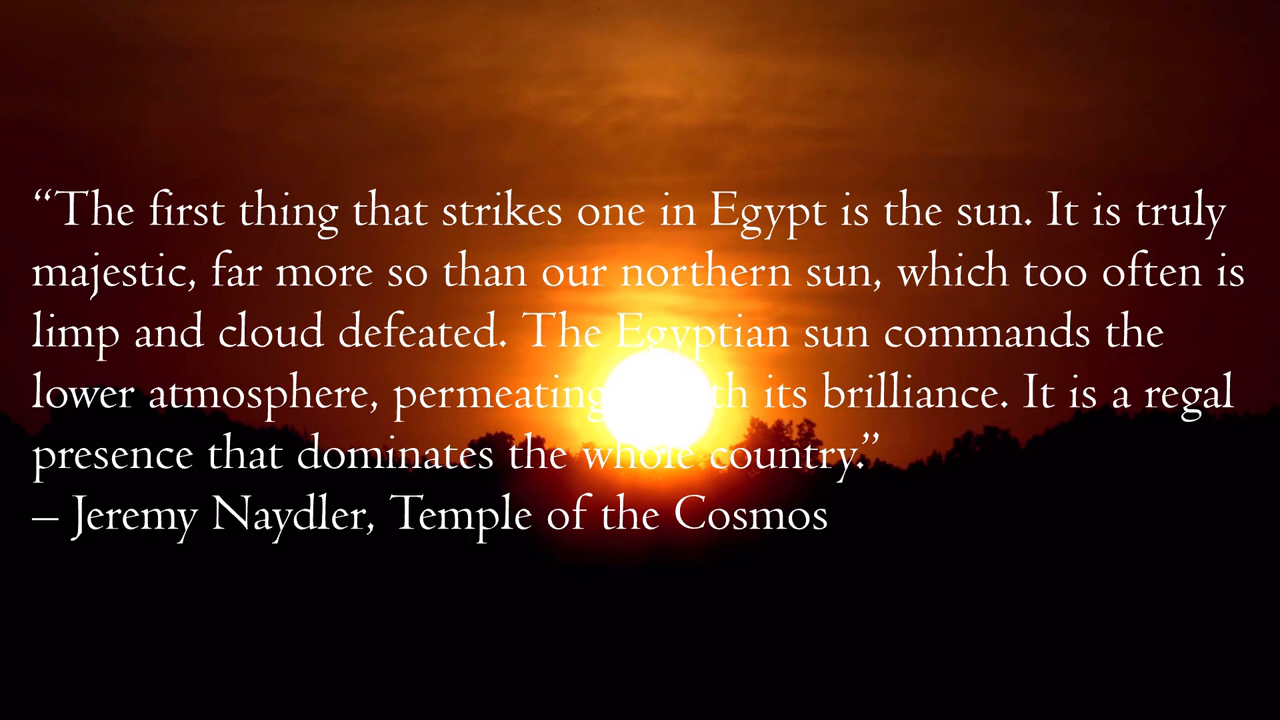 “The first thing that strikes one in Egypt is the sun. It is truly
majestic, far more so than our northern sun, which too often is
limp and cloud defeated. The Egyptian sun commands the
lower atmosphere, permeating its brilliance. It is a regal
presence that dominates the whole country.”
– Jeremy Naydler, Temple of the Cosmos